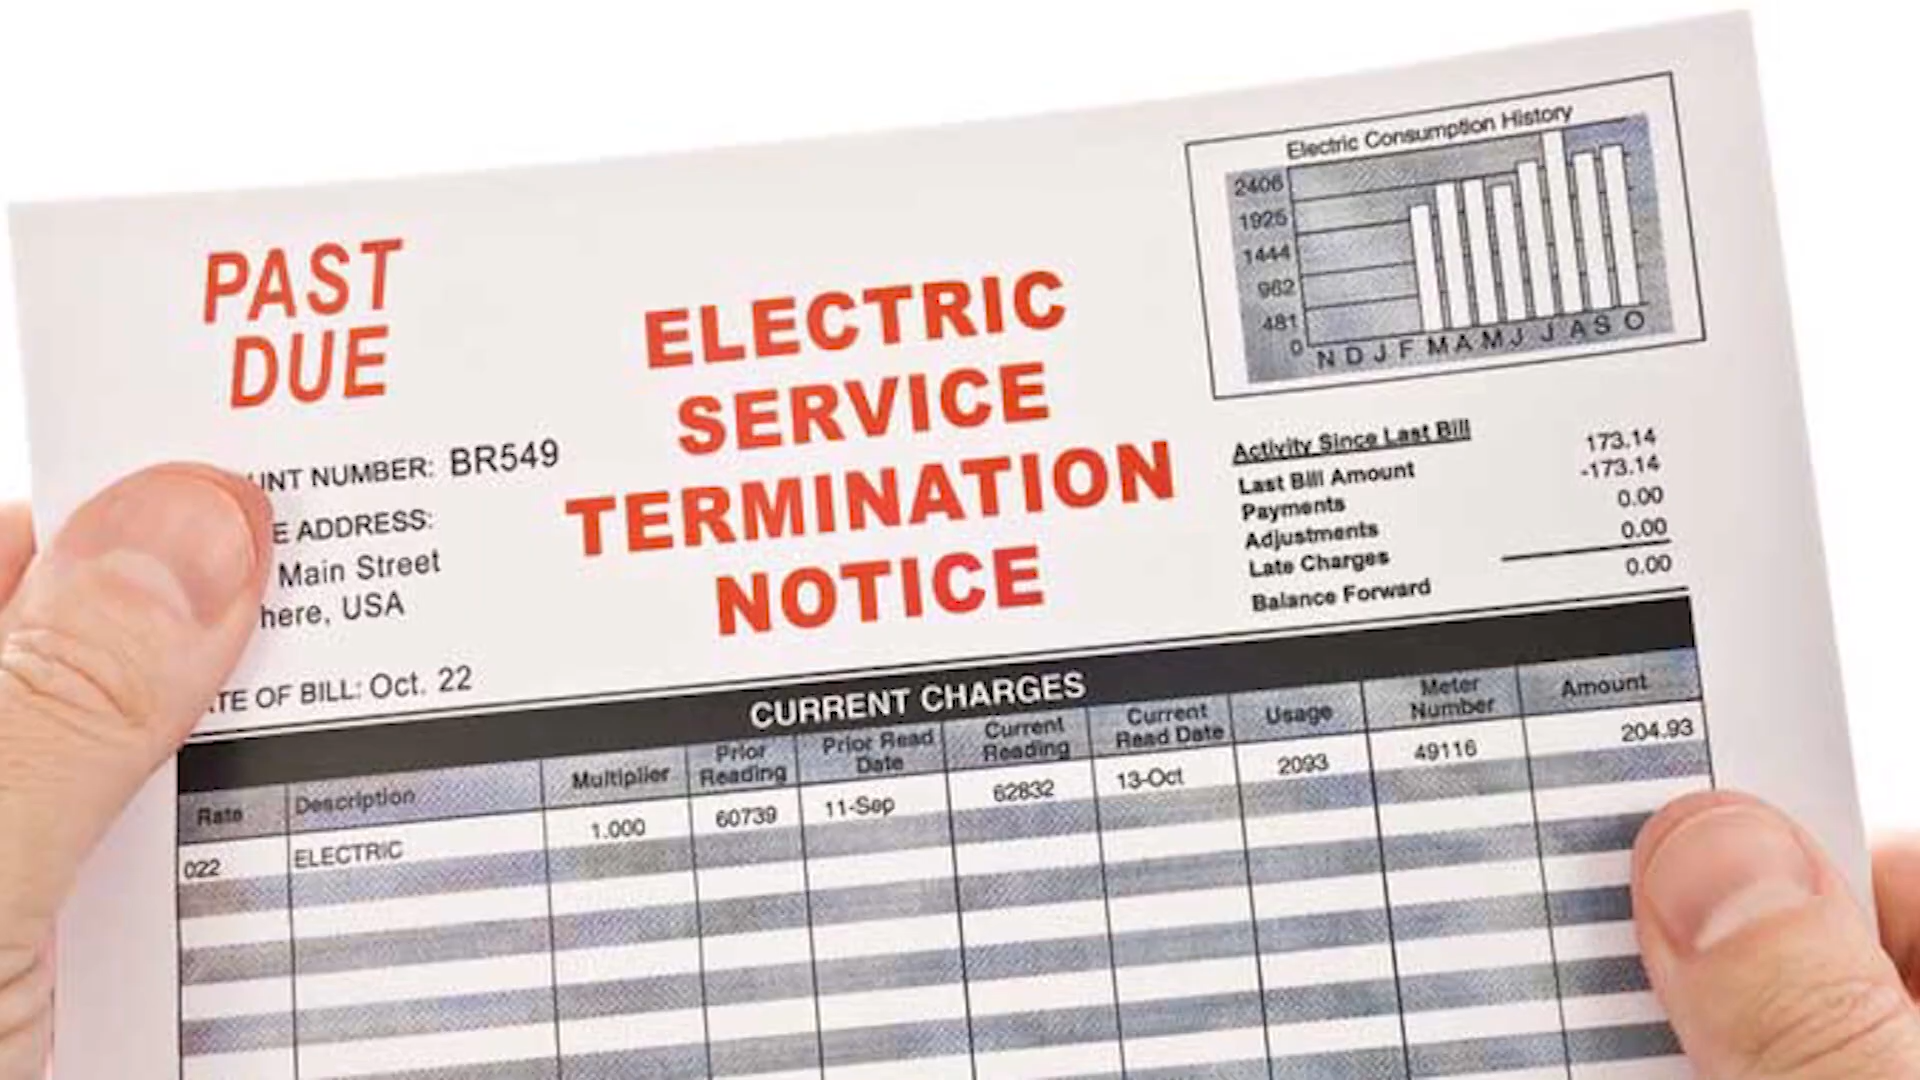 PAST
DUE
UNT NUMBER: BR549
E ADDRESS:
Main Street
here, USA
TE OF BILL: Oct. 22
ELECTRIC
SERVICE
TERMINATION
NOTICE
Electric Consumption History
2406
1925
1444
962
481
0
N D J F M A M J J A S O
Activity Since Last Bill
Last Bill Amount 173.14
Payments -173.14
Adjustments 0.00
Late Charges 0.00
Balance Forward 0.00
CURRENT CHARGES
Rate Description Multiplier Prior Reading Prior Read Date Current Reading Current Read Date Usage Meter Number Amount
022 ELECTRIC 1.000 60739 11-Sep 62832 13-Oct 2093 49116 204.93